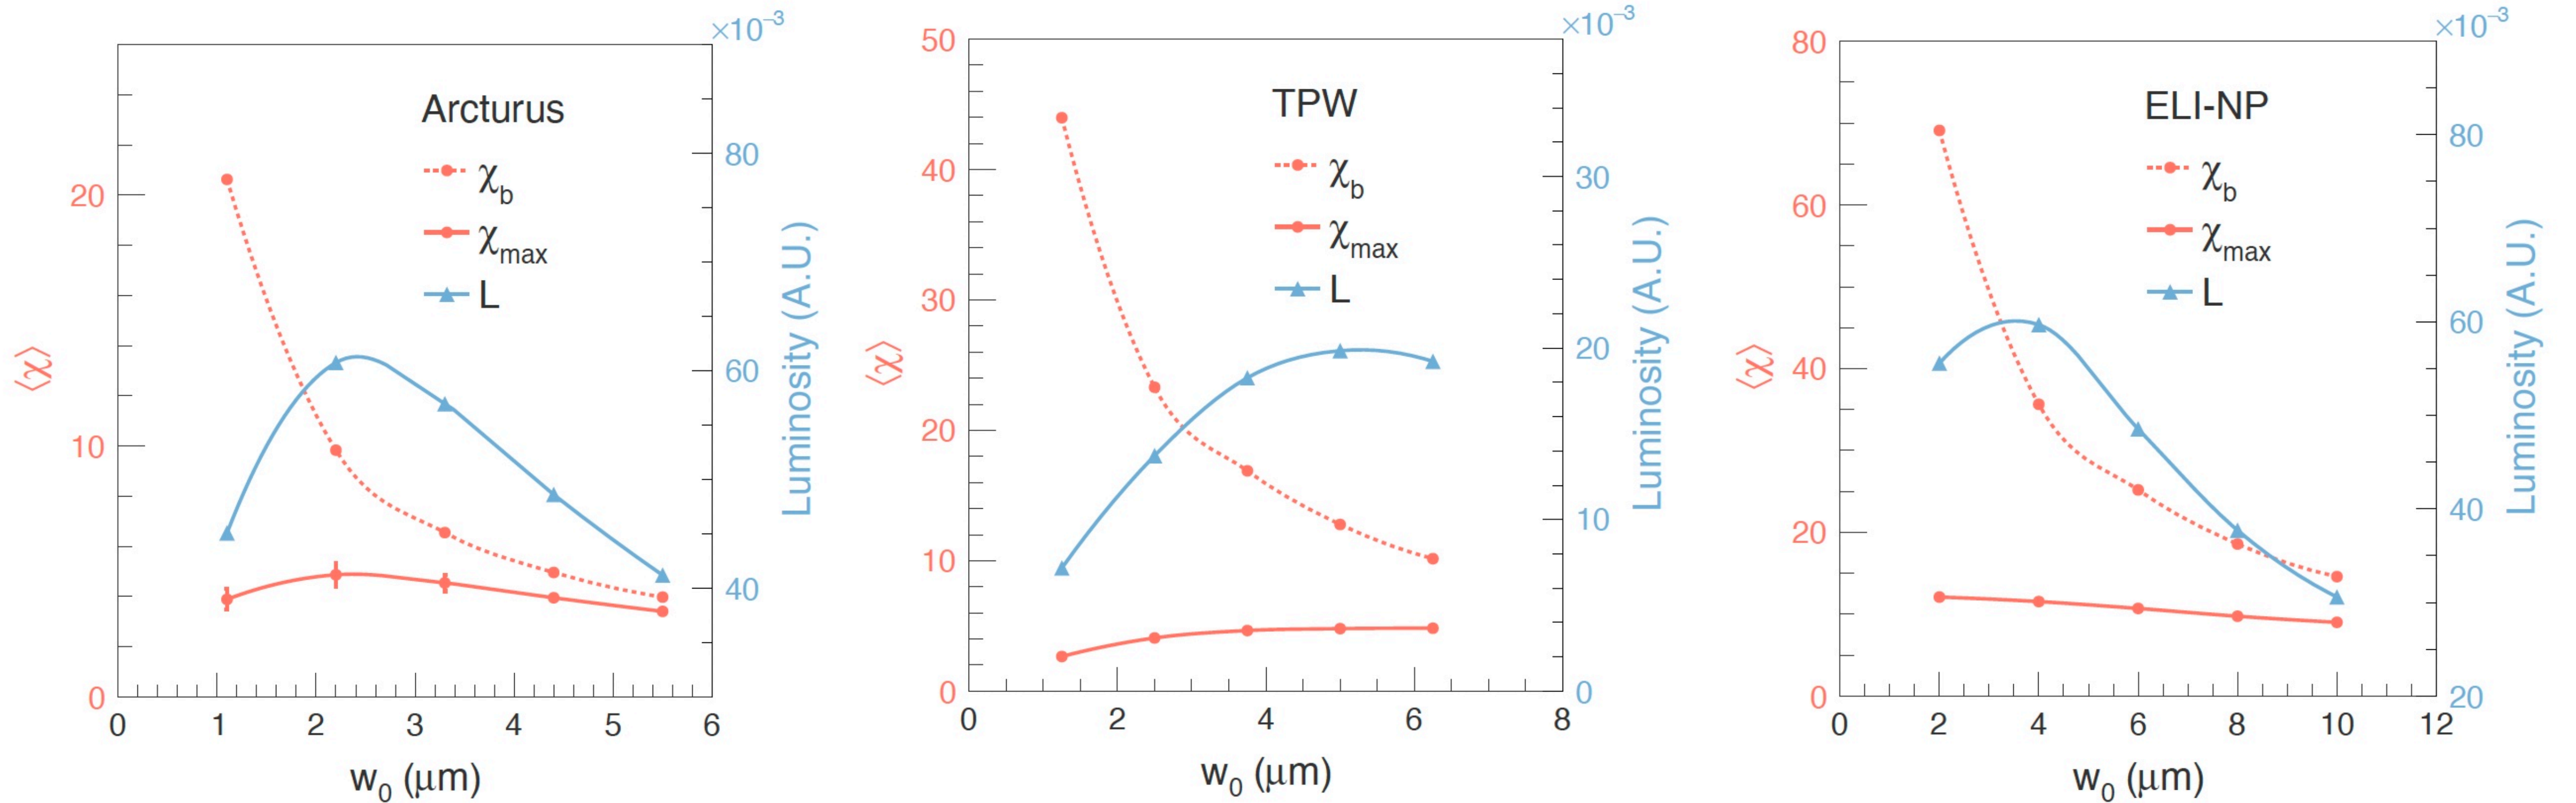 ×10⁻³
Arcturus
χb
χmax
L
20
10
0
80
60
40
⟨χ⟩
Luminosity (A.U.)
0 1 2 3 4 5 6
w0 (μm)
×10⁻³
TPW
χb
χmax
L
50
40
30
20
10
0
30
20
10
0
⟨χ⟩
Luminosity (A.U.)
0 2 4 6 8
w0 (μm)
×10⁻³
ELI-NP
χb
χmax
L
80
60
40
20
0
80
60
40
20
⟨χ⟩
Luminosity (A.U.)
0 2 4 6 8 10 12
w0 (μm)